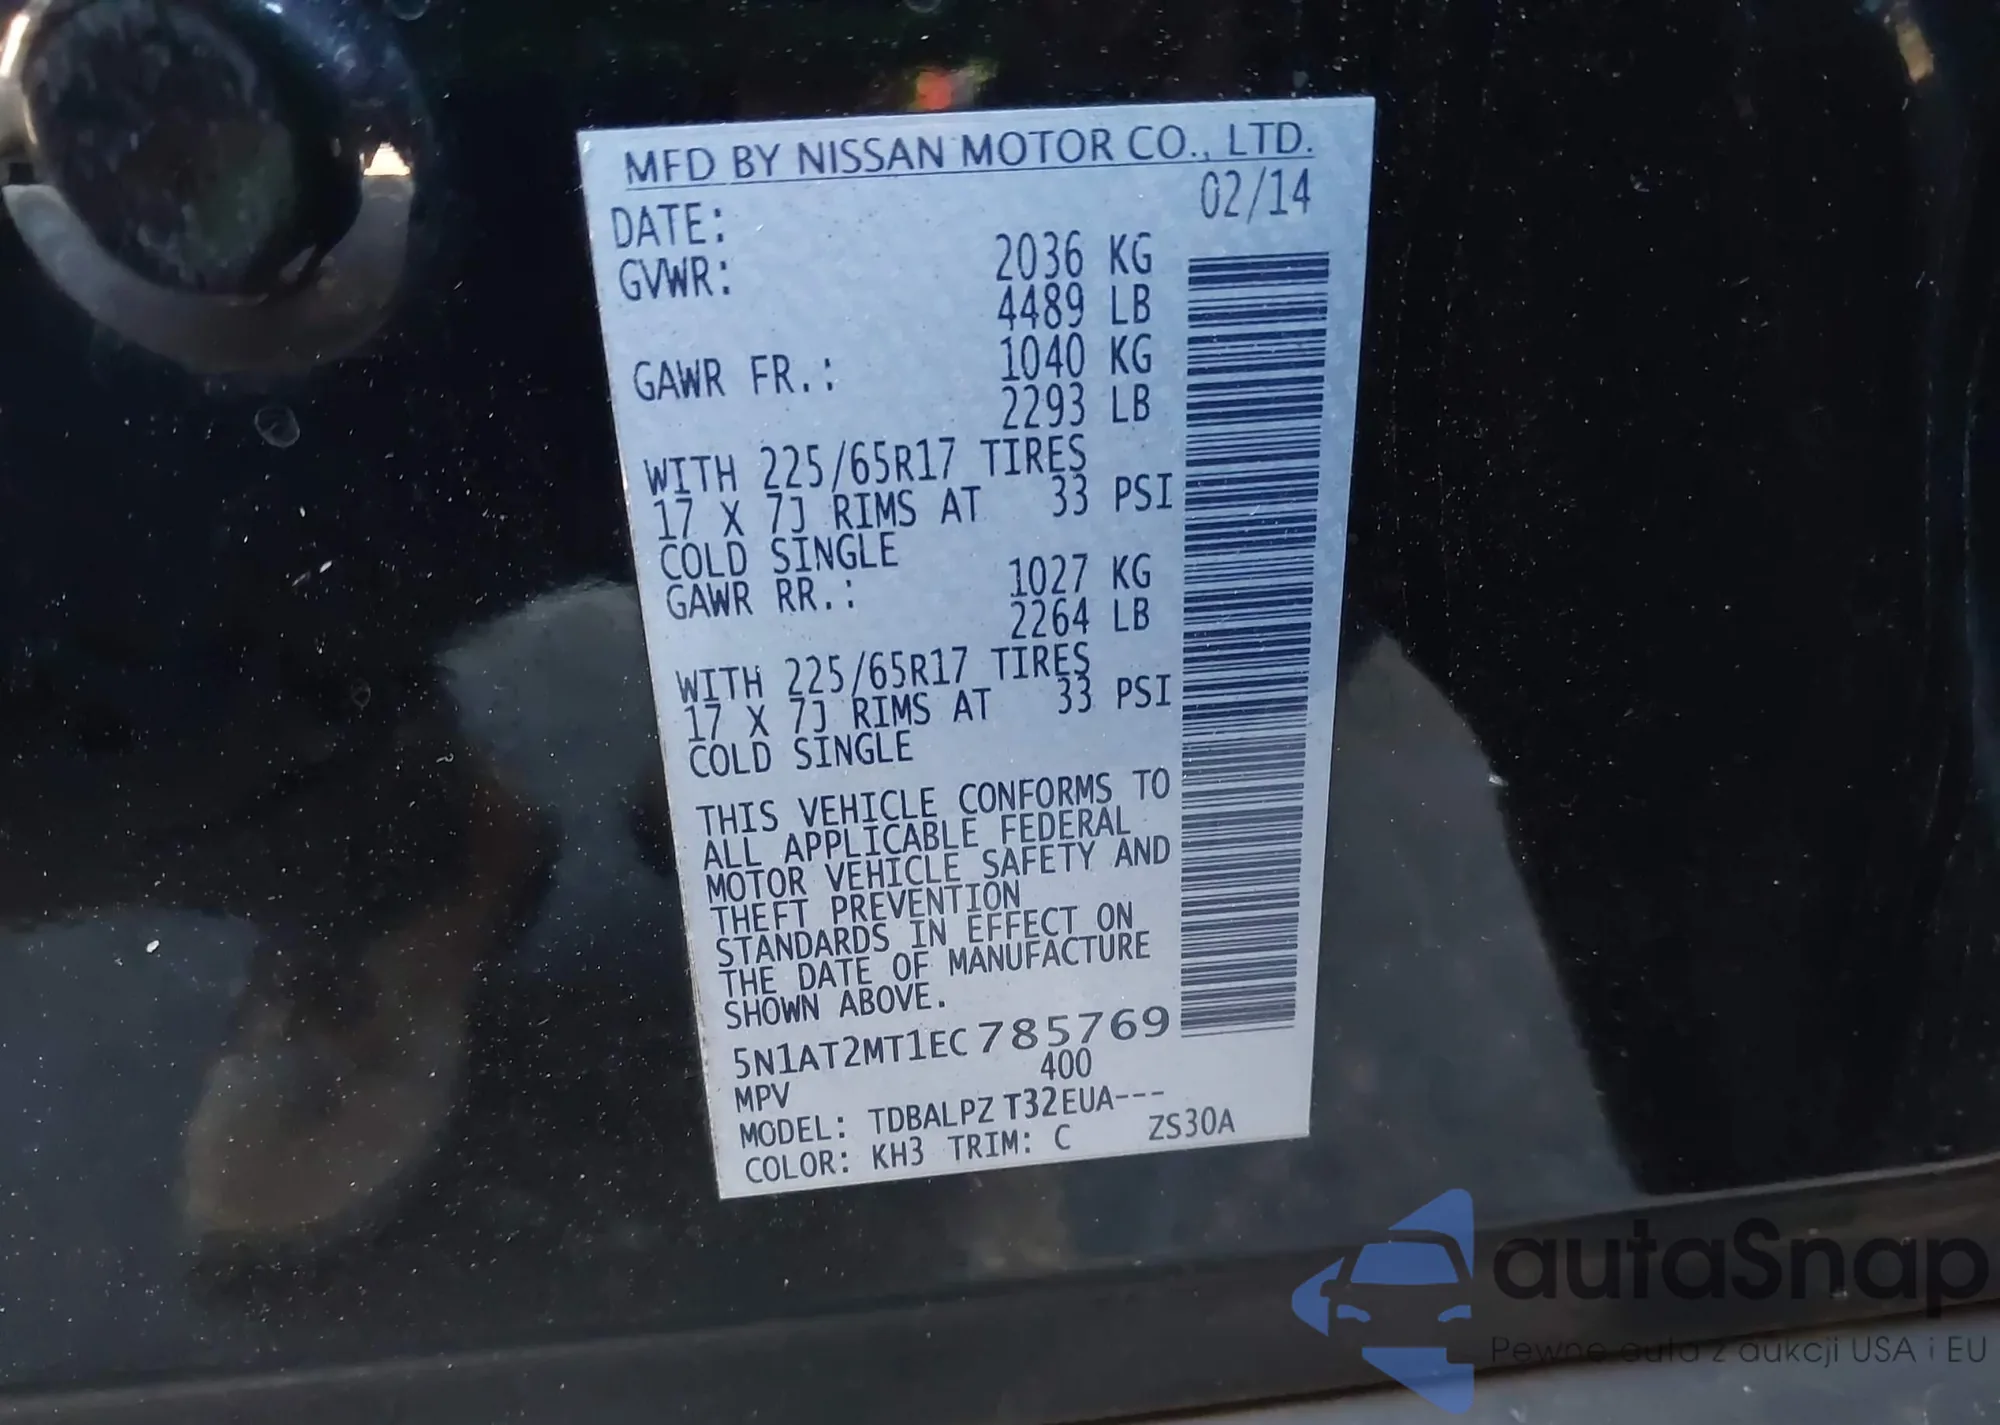 MFD BY NISSAN MOTOR CO., LTD.
DATE: 02/14
GVWR: 2036 KG
4489 LB
GAWR FR.: 1040 KG
2293 LB
WITH 225/65R17 TIRES
17 X 7J RIMS AT 33 PSI
COLD SINGLE
GAWR RR.: 1027 KG
2264 LB
WITH 225/65R17 TIRES
17 X 7J RIMS AT 33 PSI
COLD SINGLE
THIS VEHICLE CONFORMS TO
ALL APPLICABLE FEDERAL
MOTOR VEHICLE SAFETY AND
THEFT PREVENTION
STANDARDS IN EFFECT ON
THE DATE OF MANUFACTURE
SHOWN ABOVE.
5N1AT2MT1EC785769
MPV 400
MODEL: TDBALPZ T32EUA---
COLOR: KH3 TRIM: C ZS30A
autaSnap
Pewne auta z aukcji USA i EU